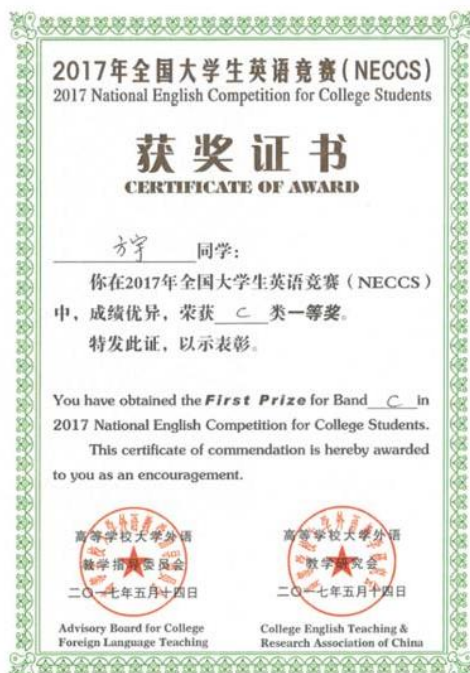 2017年全国大学生英语竞赛(NECCS)
2017 National English Competition for College Students
获奖证书
CERTIFICATE OF AWARD
方宇 同学:
你在2017年全国大学生英语竞赛(NECCS)
中,成绩优异,荣获 C 类一等奖。
特发此证,以示表彰。
You have obtained the First Prize for Band C in
2017 National English Competition for College Students.
This certificate of commendation is hereby awarded
to you as an encouragement.
高等学校大学外语
教学指导委员会
二〇一七年五月十四日
Advisory Board for College
Foreign Language Teaching
高等学校大学外语
教学研究会
二〇一七年五月十四日
College English Teaching &
Research Association of China